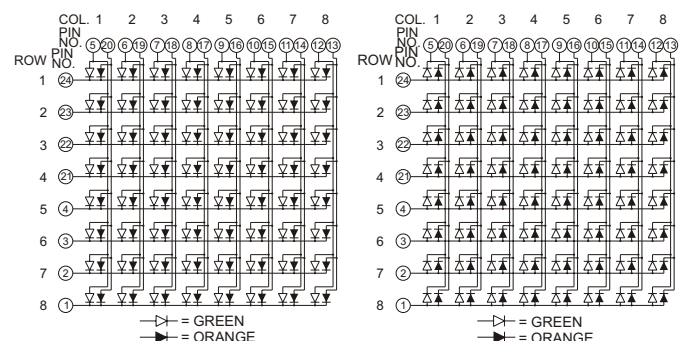 COL. 1 2 3 4 5 6 7 8
PIN NO. 5 20 6 19 7 18 8 17 9 16 10 15 11 14 12 13
ROW PIN NO.
1 24
2 23
3 22
4 21
5 4
6 3
7 2
8 1
= GREEN
= ORANGE
COL. 1 2 3 4 5 6 7 8
PIN NO. 5 20 6 19 7 18 8 17 9 16 10 15 11 14 12 13
ROW PIN NO.
1 24
2 23
3 22
4 21
5 4
6 3
7 2
8 1
= GREEN
= ORANGE